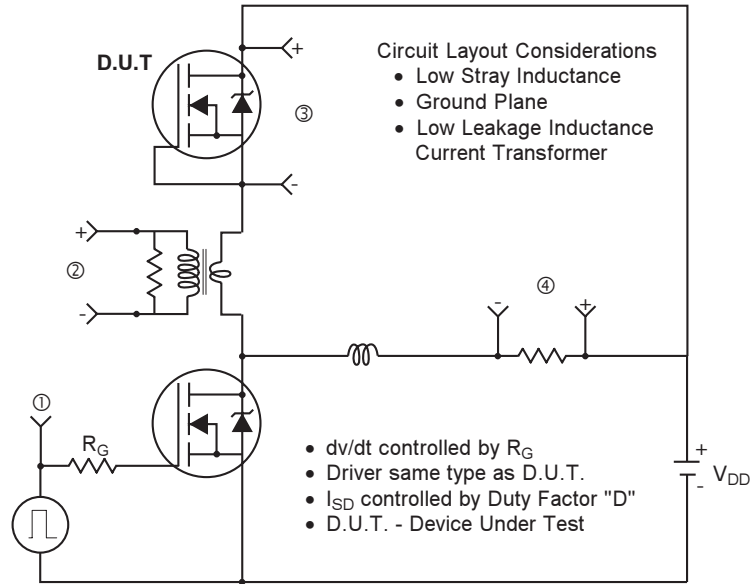 D.U.T
+
Circuit Layout Considerations
• Low Stray Inductance
• Ground Plane
• Low Leakage Inductance
Current Transformer
③
-
+
②
-
④
-
+
①
R_G
• dv/dt controlled by R_G
• Driver same type as D.U.T.
• I_SD controlled by Duty Factor "D"
• D.U.T. - Device Under Test
+
V_DD
-